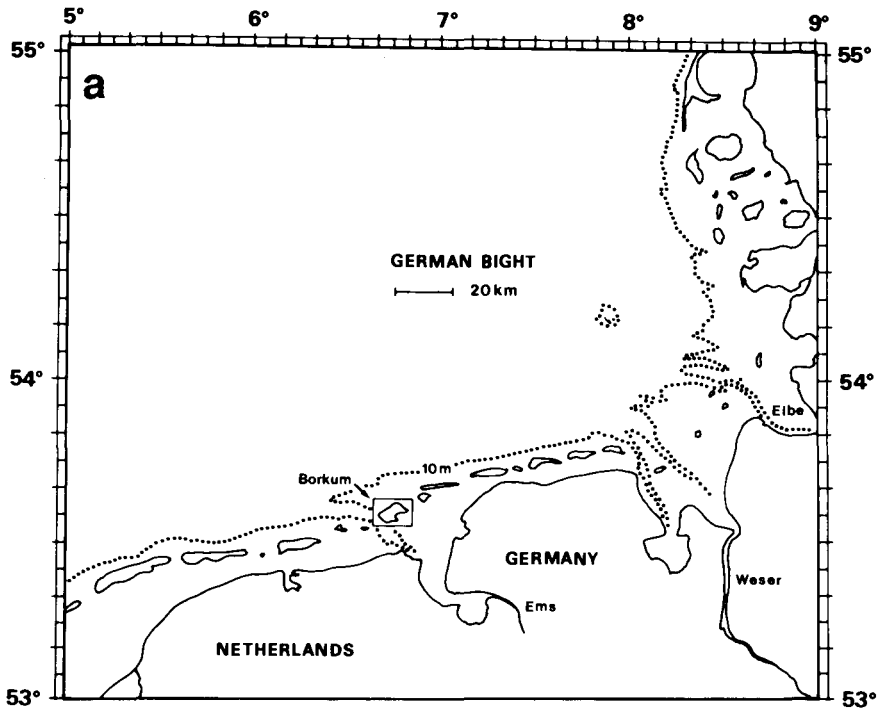 5° 6° 7° 8° 9°
55° 55°
a
GERMAN BIGHT
20 km
54° 54°
Elbe
10 m
Borkum
GERMANY
Weser
Ems
NETHERLANDS
53° 53°